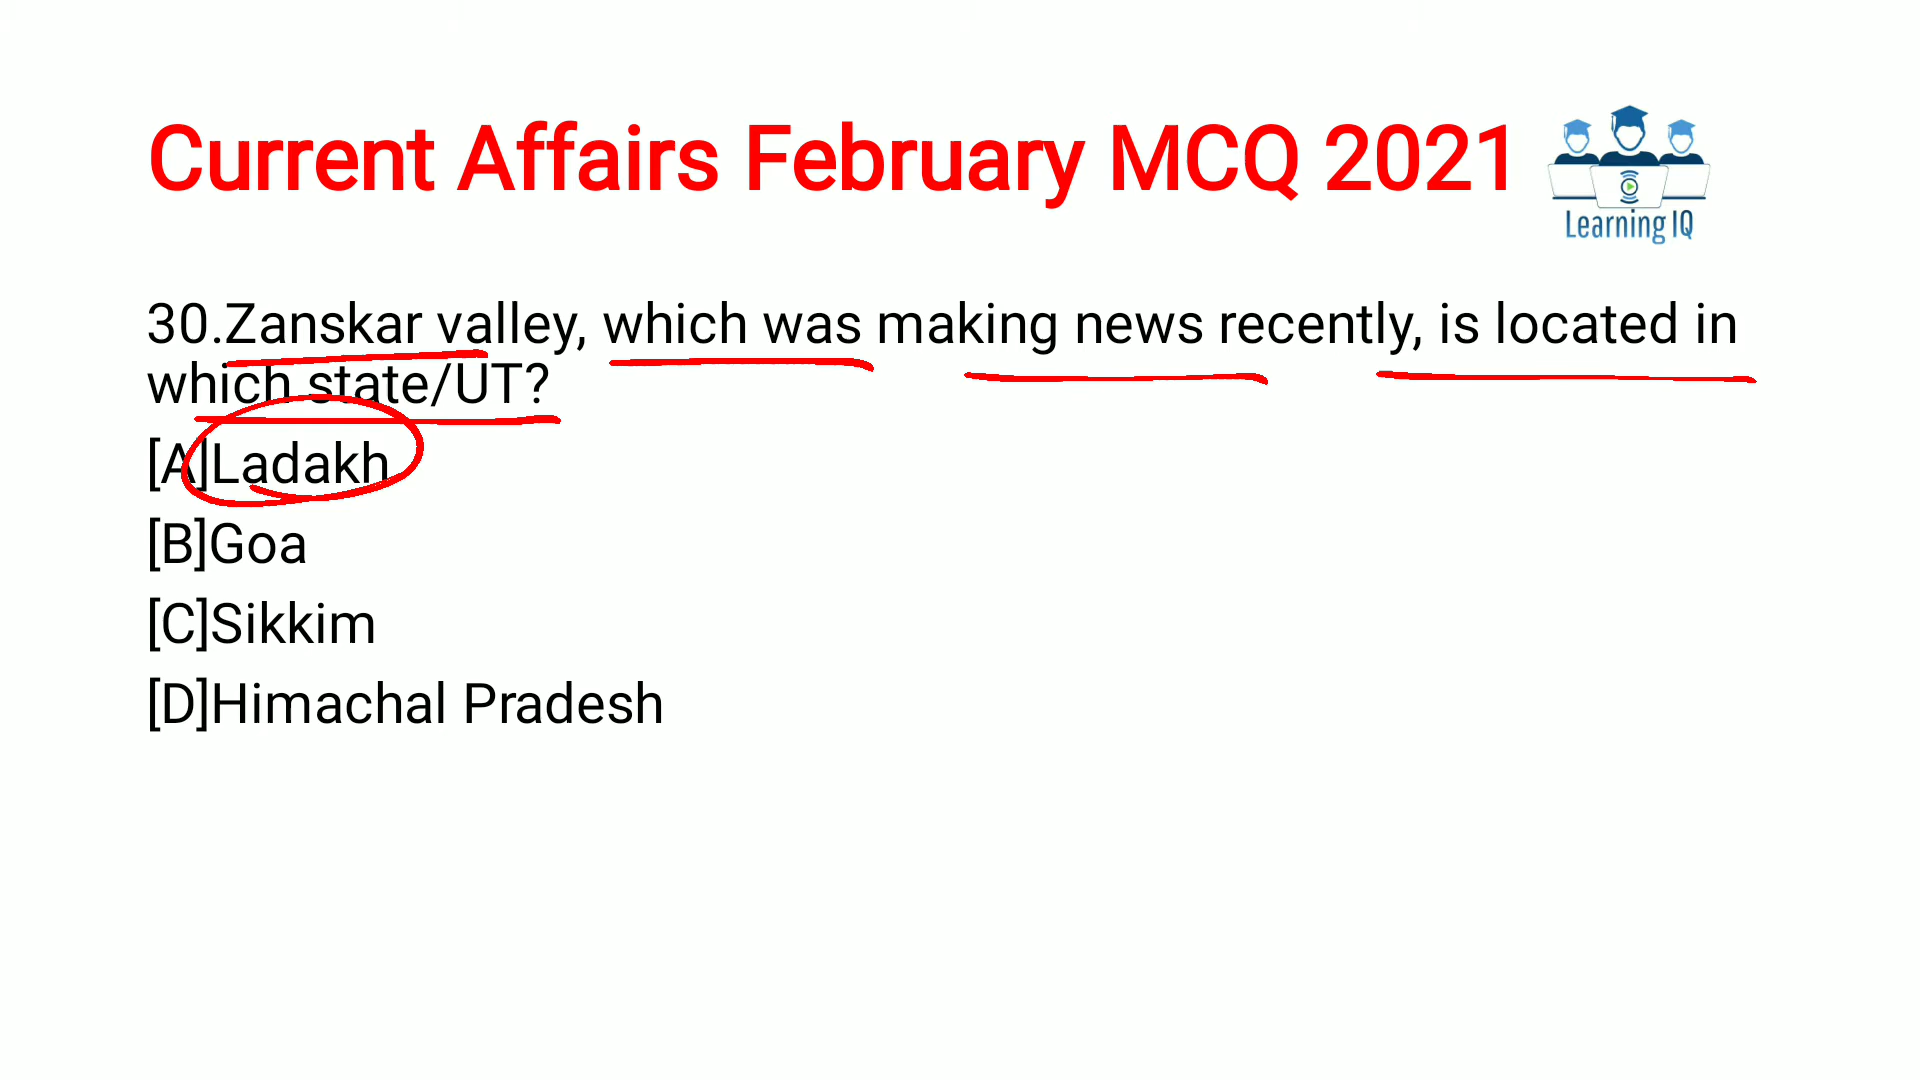 Current Affairs February MCQ 2021
Learning IQ
30.Zanskar valley, which was making news recently, is located in
which state/UT?
[A]Ladakh
[B]Goa
[C]Sikkim
[D]Himachal Pradesh